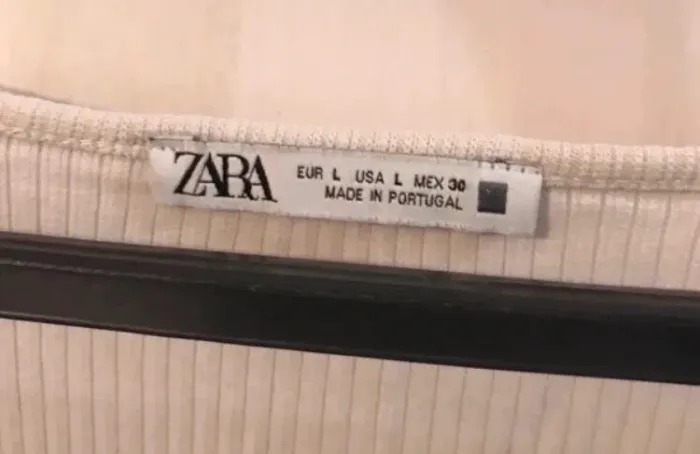 ZARA
EUR L USA L MEX 30
MADE IN PORTUGAL